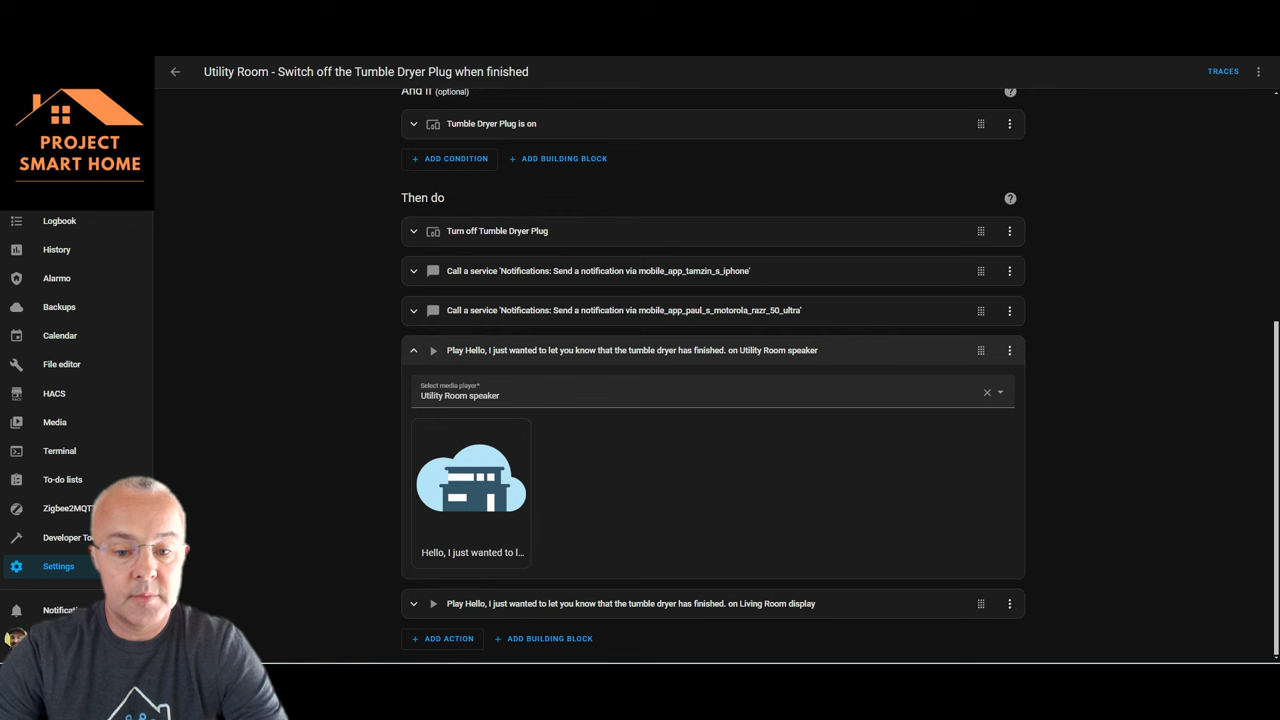 Utility Room - Switch off the Tumble Dryer Plug when finished
TRACES
PROJECT
SMART HOME
And if (optional)
Tumble Dryer Plug is on
ADD CONDITION
ADD BUILDING BLOCK
Then do
Turn off Tumble Dryer Plug
Call a service 'Notifications: Send a notification via mobile_app_tamzin_s_iphone'
Call a service 'Notifications: Send a notification via mobile_app_paul_s_motorola_razr_50_ultra'
Play Hello, I just wanted to let you know that the tumble dryer has finished. on Utility Room speaker
Select media player*
Utility Room speaker
Hello, I just wanted to l...
Play Hello, I just wanted to let you know that the tumble dryer has finished. on Living Room display
ADD ACTION
ADD BUILDING BLOCK
Logbook
History
Alarmo
Backups
Calendar
File editor
HACS
Media
Terminal
To-do lists
Zigbee2MQT
Developer To
Settings
Notificati